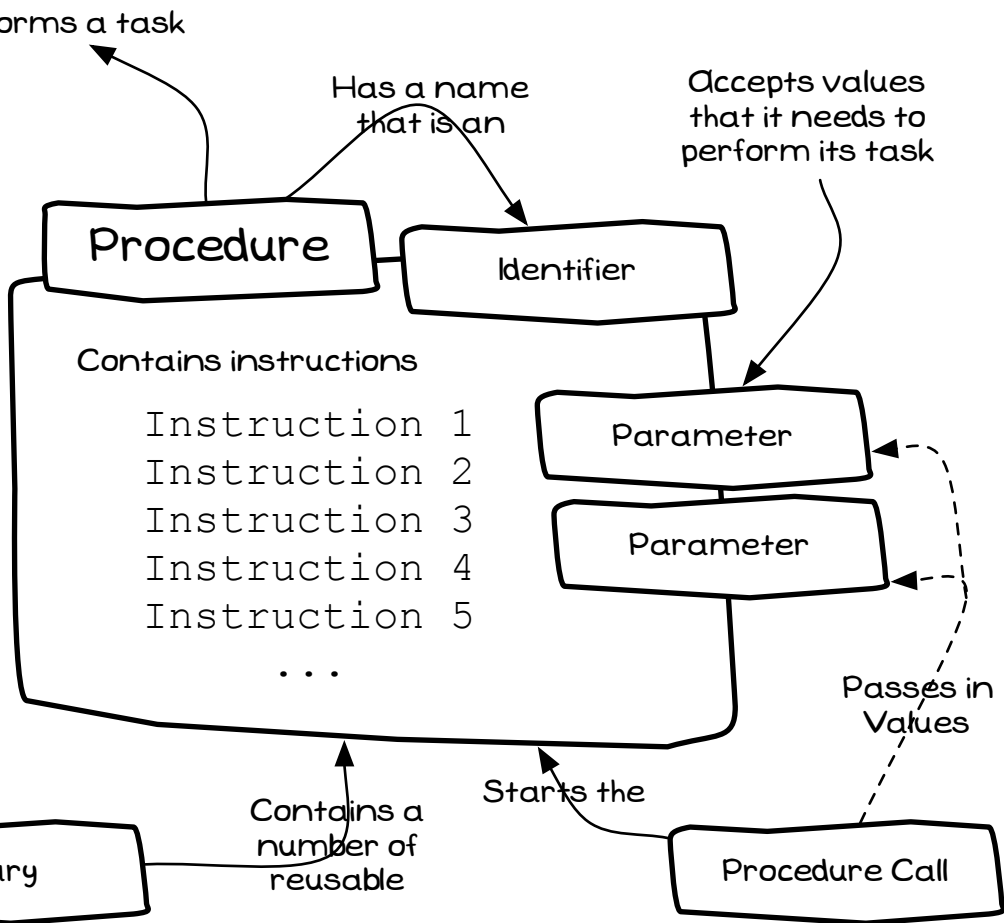 orms a task
Has a name
that is an
Accepts values
that it needs to
perform its task
Procedure
Identifier
Contains instructions
Instruction 1
Instruction 2
Instruction 3
Instruction 4
Instruction 5
...
Parameter
Parameter
Passes in
Values
Starts the
Contains a
number of
reusable
ary
Procedure Call